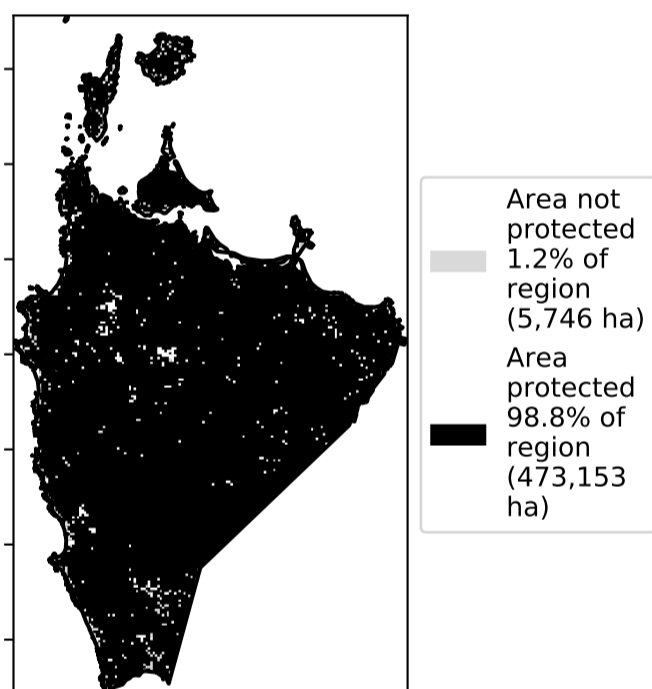 Area not
protected
1.2% of
region
(5,746 ha)
Area
protected
98.8% of
region
(473,153
ha)